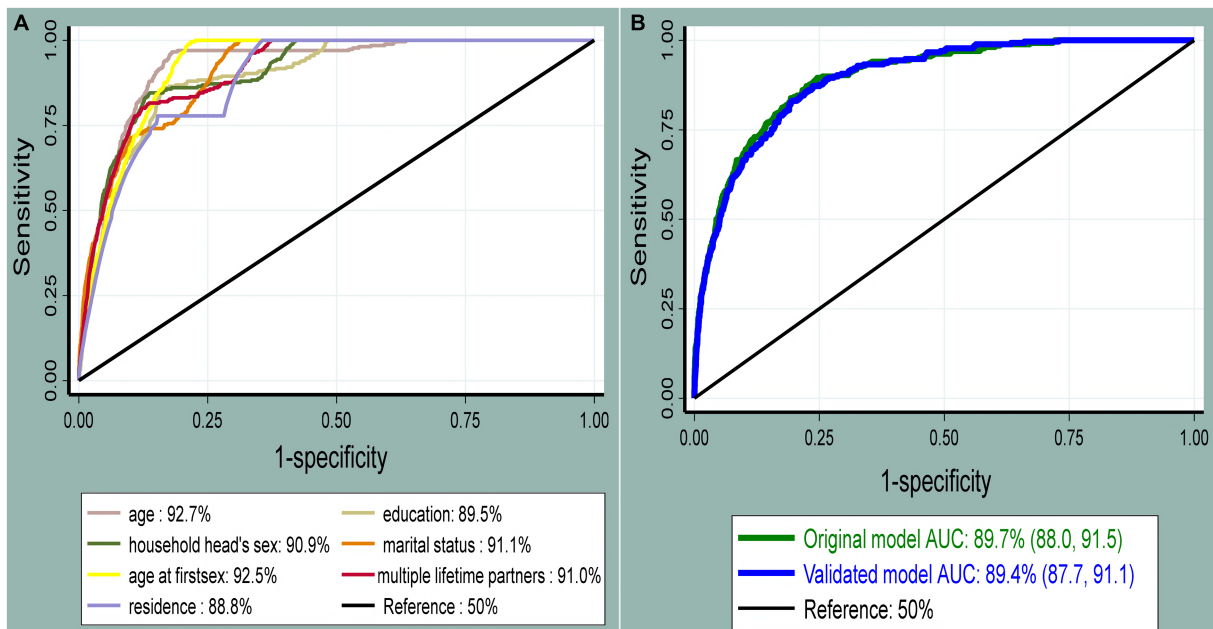 A
Sensitivity
1.00
0.75
0.50
0.25
0.00
0.00 0.25 0.50 0.75 1.00
1-specificity
age : 92.7%
education: 89.5%
household head's sex: 90.9%
marital status : 91.1%
age at firstsex: 92.5%
multiple lifetime partners : 91.0%
residence : 88.8%
Reference : 50%
B
Sensitivity
1.00
0.75
0.50
0.25
0.00
0.00 0.25 0.50 0.75 1.00
1-specificity
Original model AUC: 89.7% (88.0, 91.5)
Validated model AUC: 89.4% (87.7, 91.1)
Reference: 50%